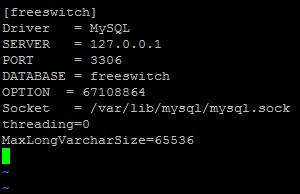 [freeswitch]
Driver   = MySQL
SERVER   = 127.0.0.1
PORT     = 3306
DATABASE = freeswitch
OPTION  = 67108864
Socket   = /var/lib/mysql/mysql.sock
threading=0
MaxLongVarcharSize=65536
~
~